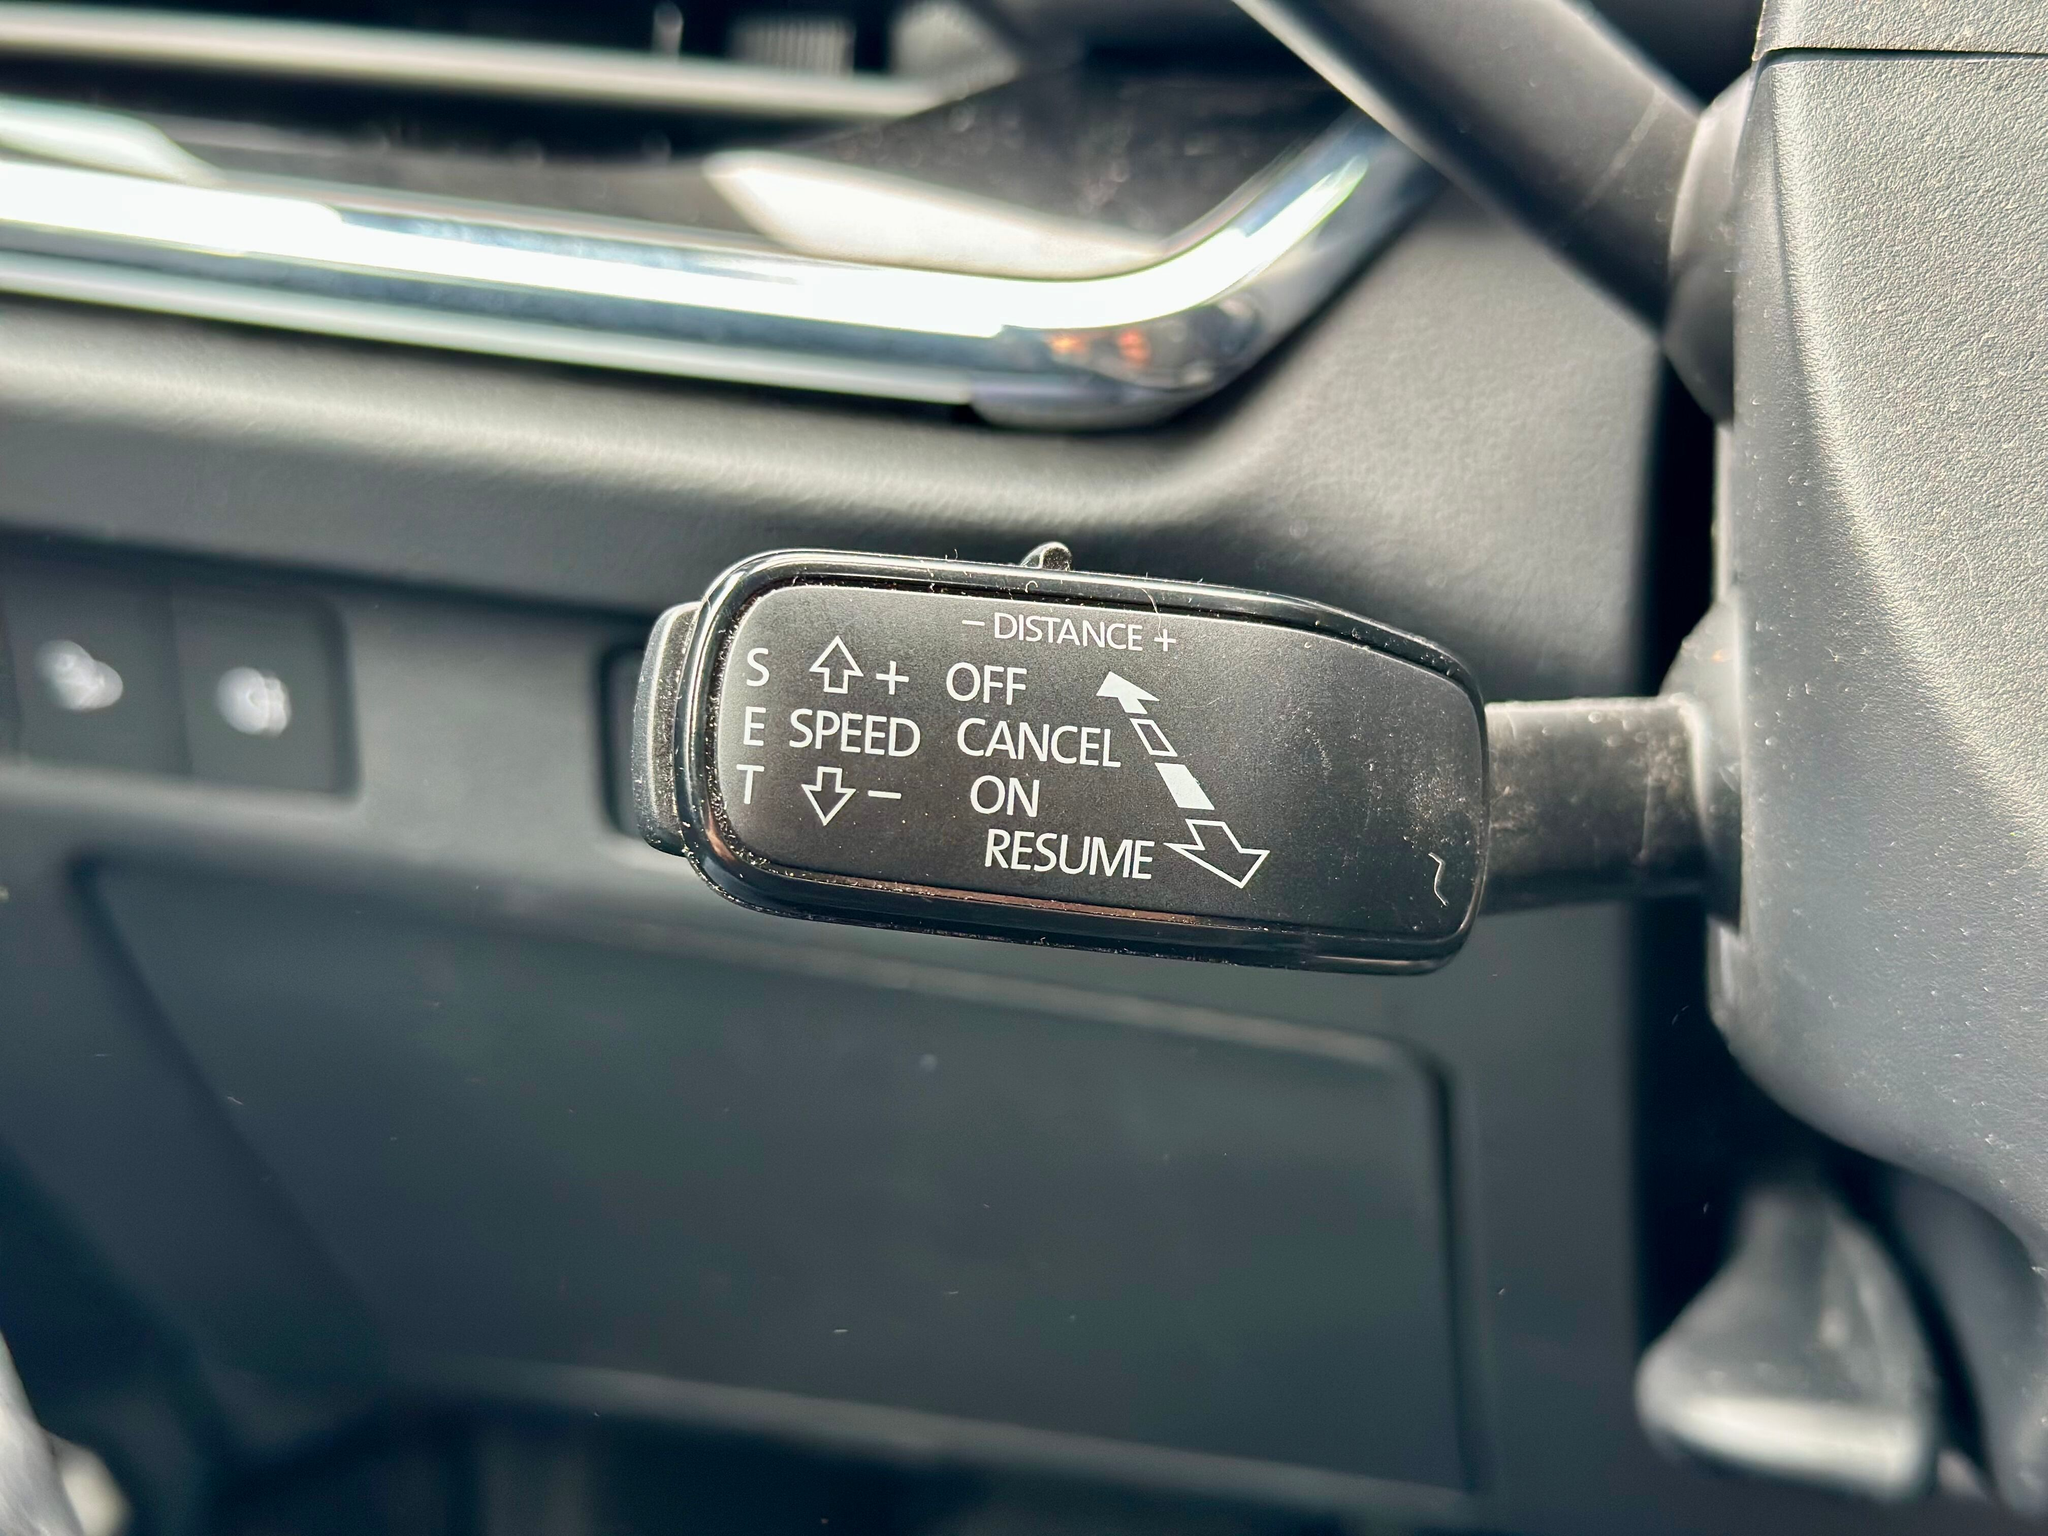 − DISTANCE +
S + OFF
E SPEED CANCEL
T − ON
RESUME